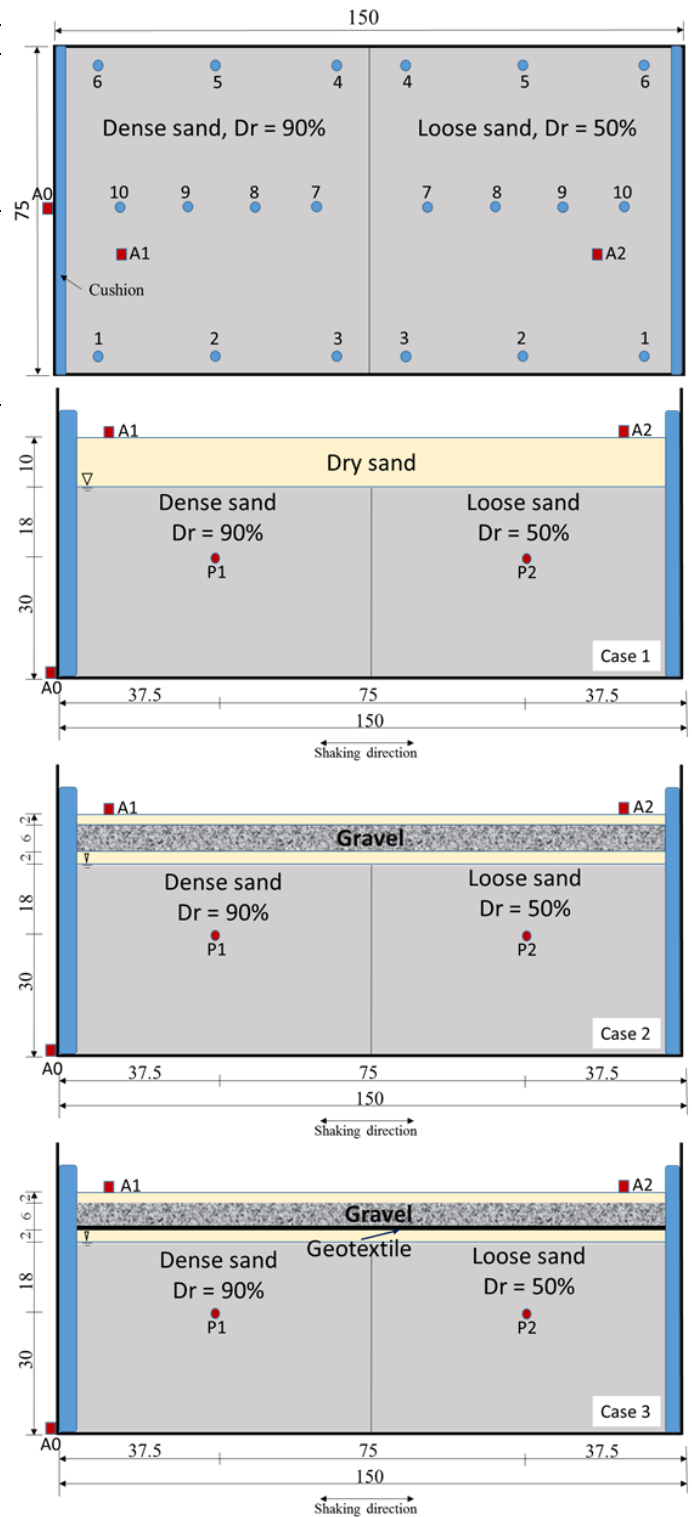 150
6 5 4 4 5 6
Dense sand, Dr = 90% Loose sand, Dr = 50%
A0
75
10 9 8 7 7 8 9 10
A1 A2
Cushion
1 2 3 3 2 1
A1 A2
10
Dry sand
Dense sand Loose sand
Dr = 90% Dr = 50%
18
P1 P2
30
Case 1
A0
37.5 75 37.5
150
Shaking direction
A1 A2
2
6
Gravel
2
Dense sand Loose sand
Dr = 90% Dr = 50%
18
P1 P2
30
Case 2
A0
37.5 75 37.5
150
Shaking direction
A1 A2
2
6
Gravel
2
Geotextile
Dense sand Loose sand
Dr = 90% Dr = 50%
18
P1 P2
30
Case 3
A0
37.5 75 37.5
150
Shaking direction